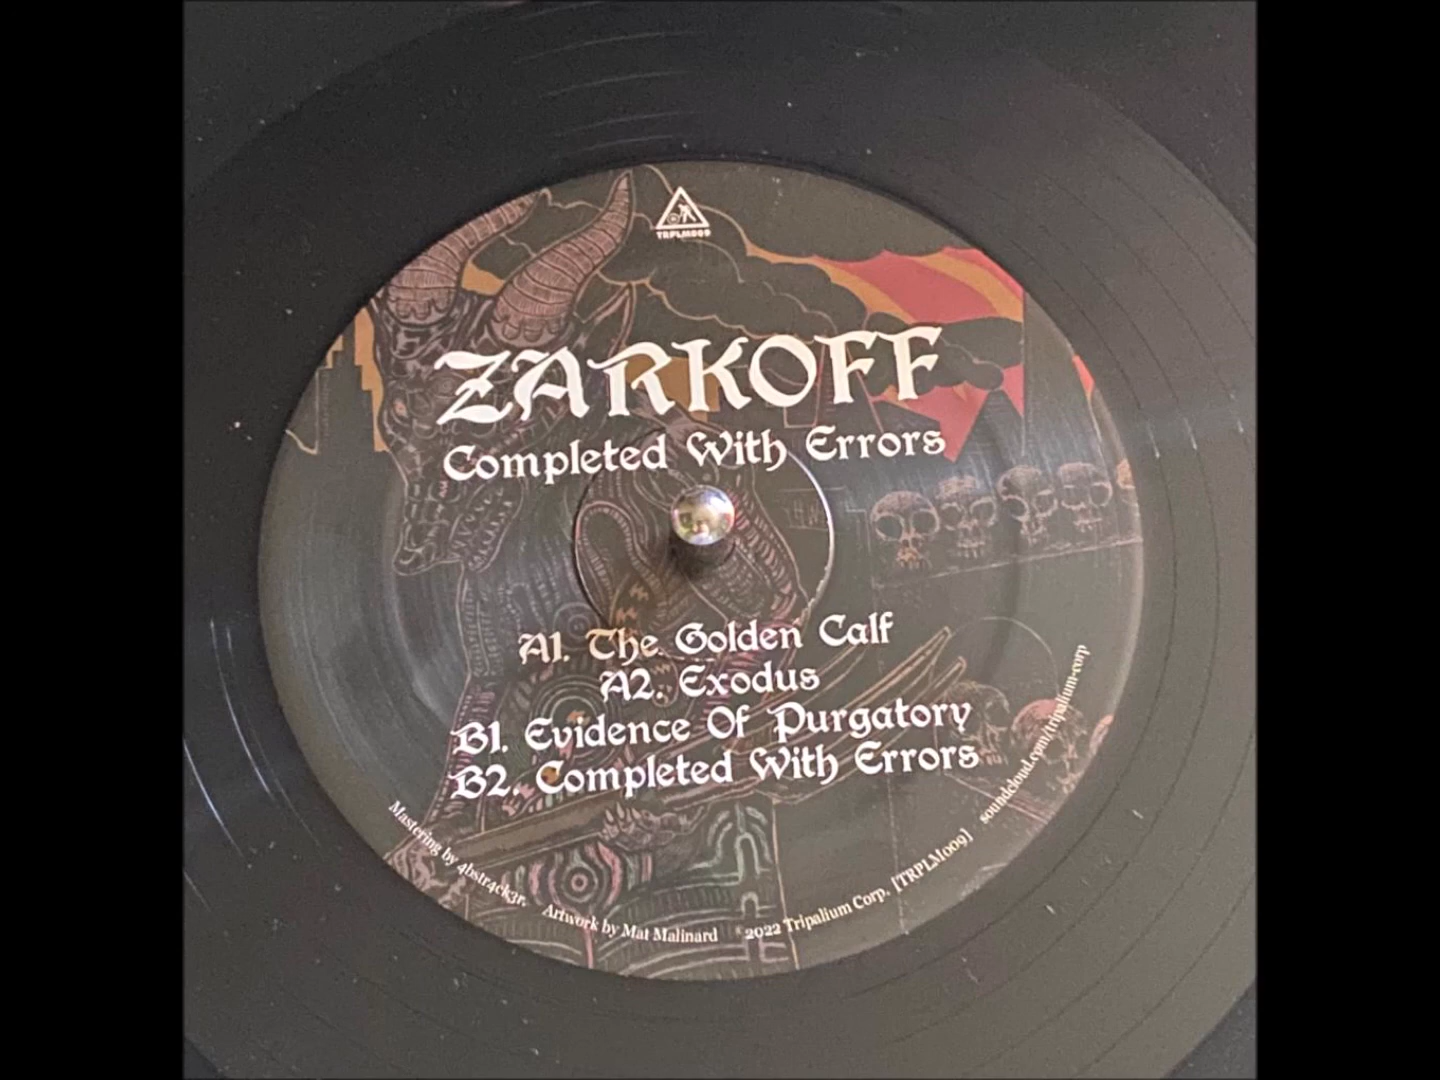 TRPLM009
ZARKOFF
Completed With Errors
A1. The Golden Calf
A2. Exodus
B1. Evidence Of Purgatory
B2. Completed With Errors
Mastering by 4bstr4ck3r. Artwork by Mat Malinard ©2022 Tripalium Corp. [TRPLM009] soundcloud.com/tripalium-corp